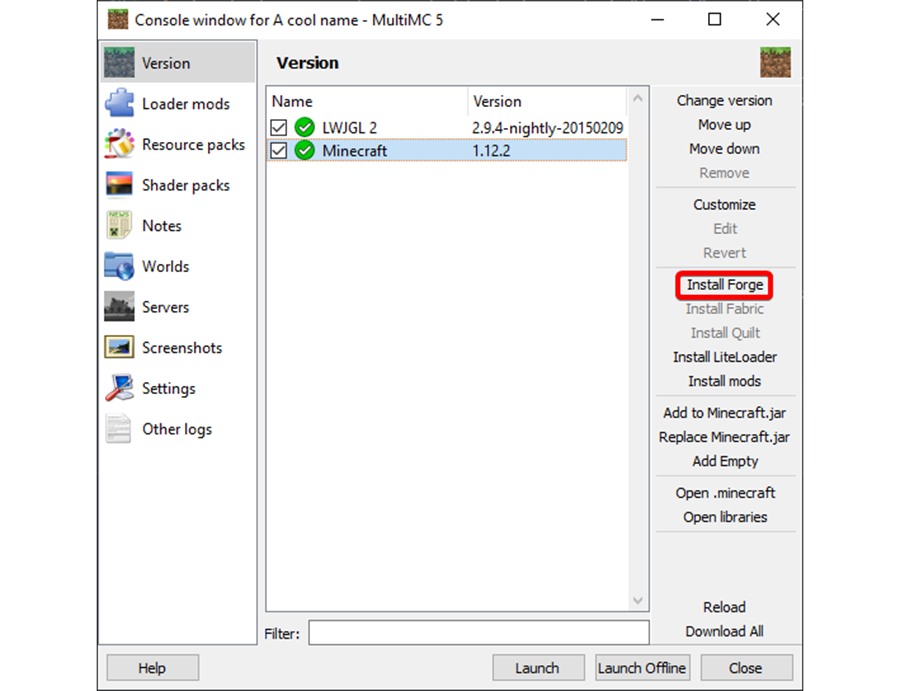 Console window for A cool name - MultiMC 5
Version
Loader mods
Resource packs
Shader packs
NEWS
Notes
Worlds
Servers
Screenshots
Settings
Other logs
Version
Name Version
LWJGL 2 2.9.4-nightly-20150209
Minecraft 1.12.2
Change version
Move up
Move down
Remove
Customize
Edit
Revert
Install Forge
Install Fabric
Install Quilt
Install LiteLoader
Install mods
Add to Minecraft.jar
Replace Minecraft.jar
Add Empty
Open .minecraft
Open libraries
Reload
Download All
Filter:
Help Launch Launch Offline Close